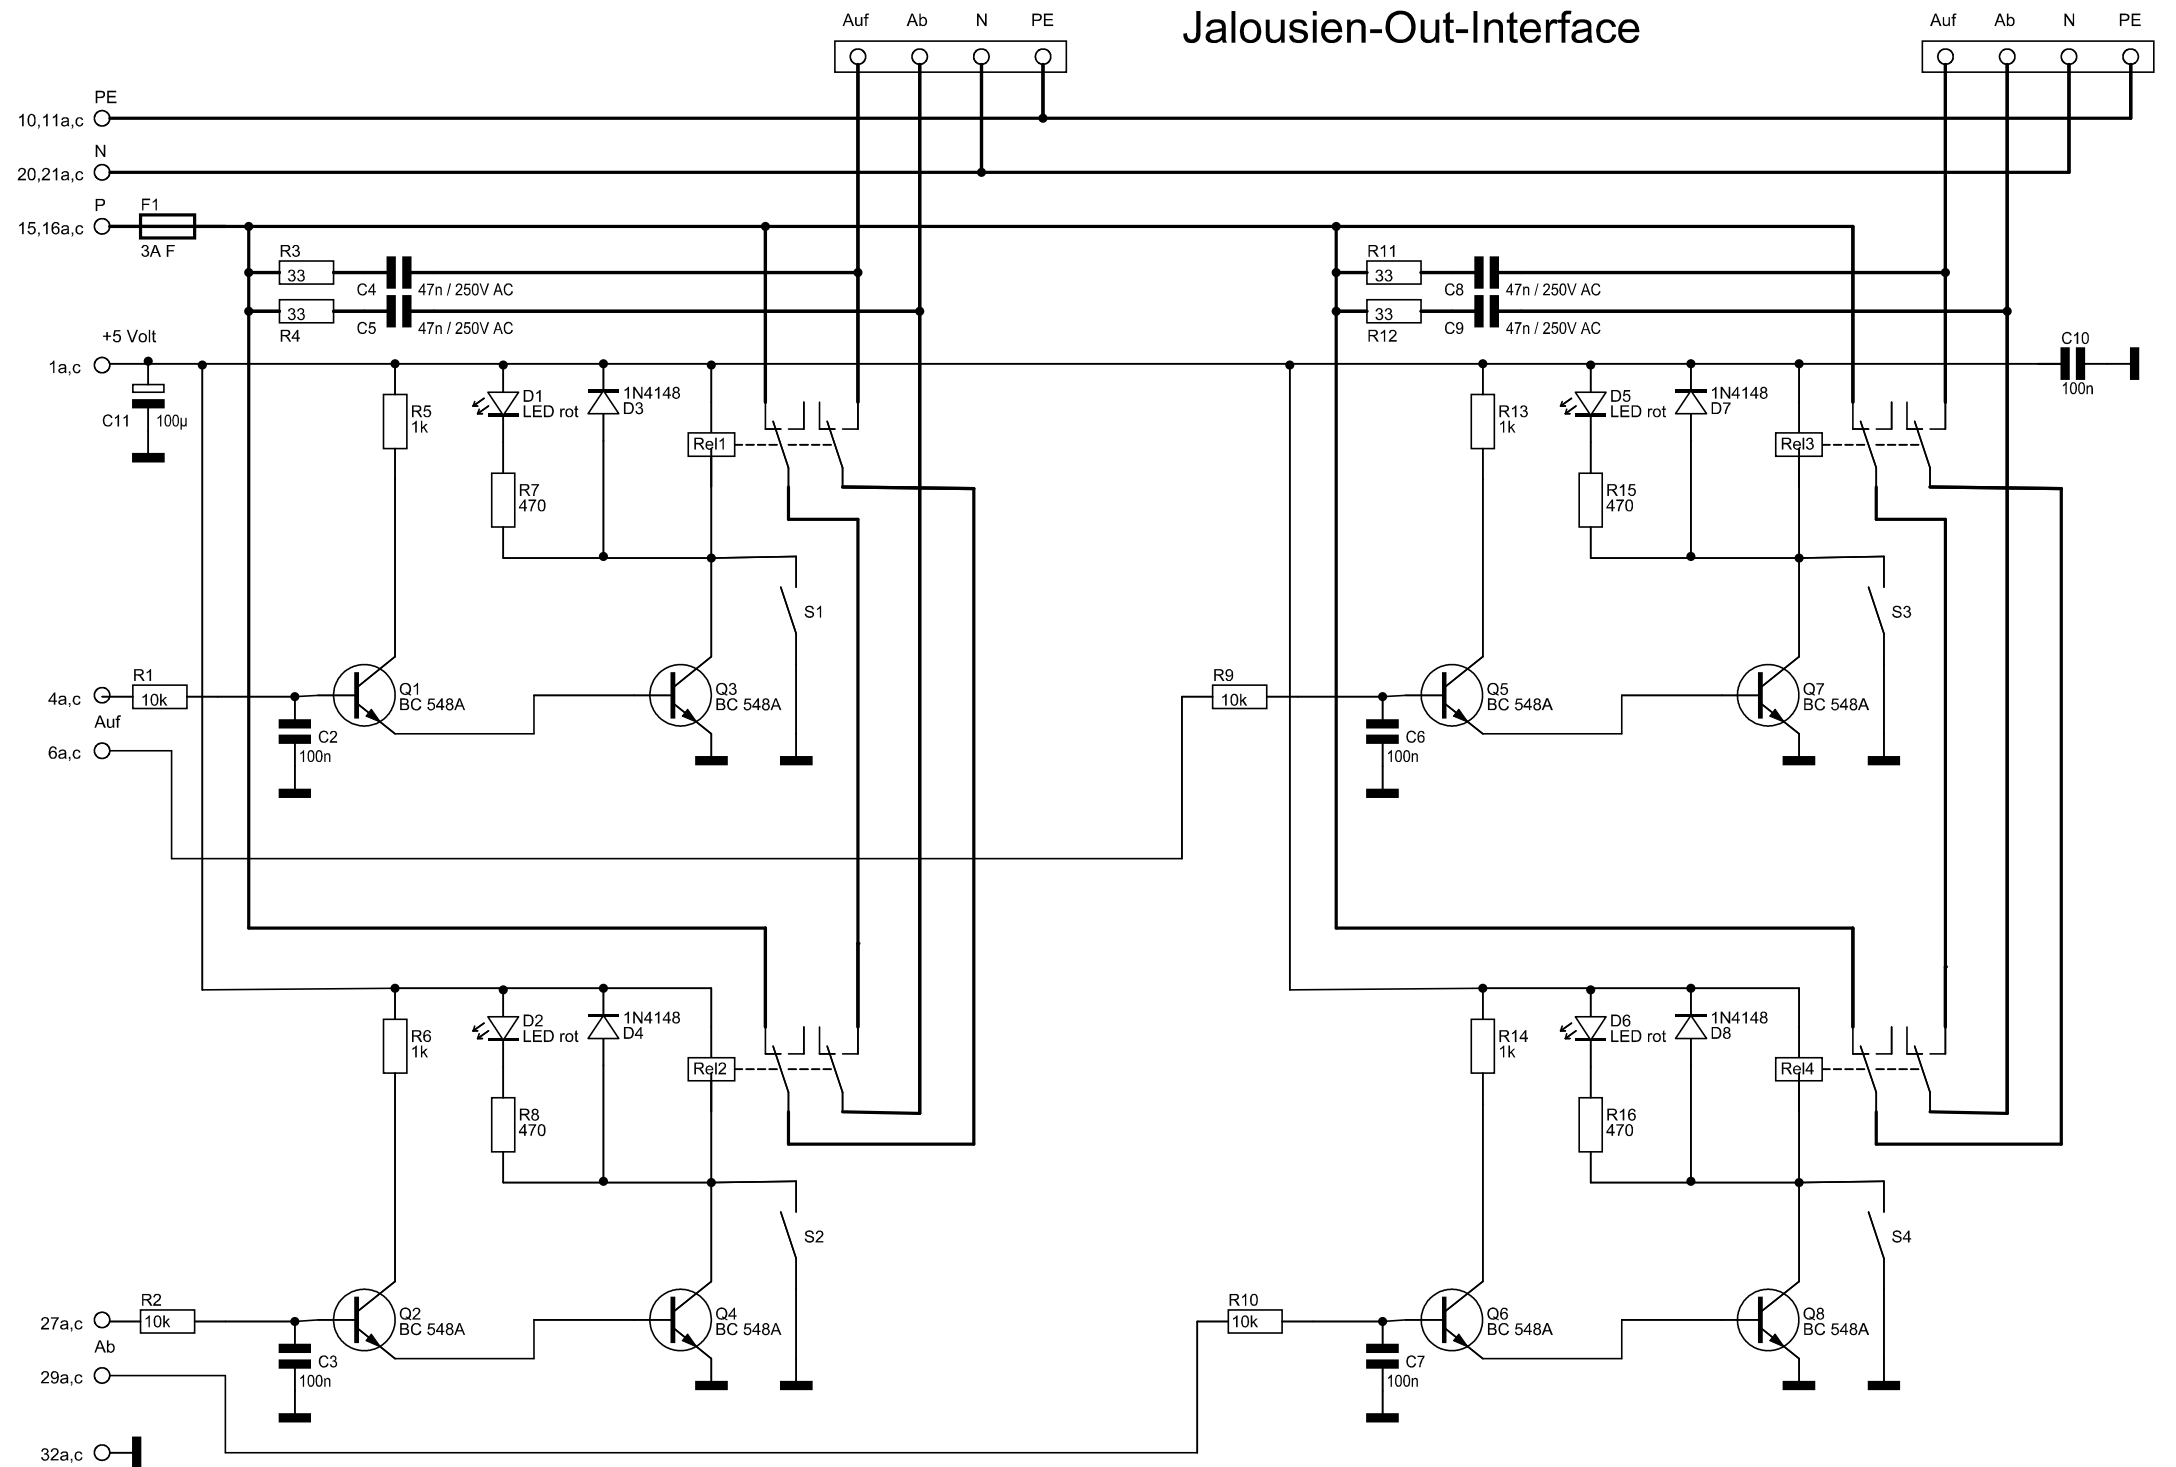 Jalousien-Out-Interface
Auf Ab N PE
Auf Ab N PE
PE
10,11a,c
N
20,21a,c
P
15,16a,c
F1
3A F
R3
33
C4
47n / 250V AC
33
R4
C5
47n / 250V AC
R11
33
C8
47n / 250V AC
33
R12
C9
47n / 250V AC
+5 Volt
1a,c
C11
100µ
R5
1k
D1
LED rot
1N4148
D3
Rel1
R7
470
S1
R13
1k
D5
LED rot
1N4148
D7
Rel3
R15
470
S3
C10
100n
4a,c
Auf
6a,c
R1
10k
C2
100n
Q1
BC 548A
Q3
BC 548A
R9
10k
C6
100n
Q5
BC 548A
Q7
BC 548A
R6
1k
D2
LED rot
1N4148
D4
Rel2
R8
470
S2
R14
1k
D6
LED rot
1N4148
D8
Rel4
R16
470
S4
27a,c
Ab
29a,c
32a,c
R2
10k
C3
100n
Q2
BC 548A
Q4
BC 548A
R10
10k
C7
100n
Q6
BC 548A
Q8
BC 548A